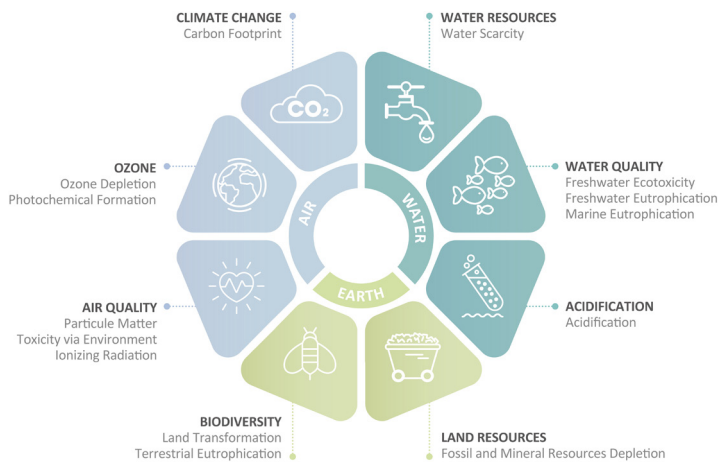 CLIMATE CHANGE
Carbon Footprint
WATER RESOURCES
Water Scarcity
CO₂
OZONE
Ozone Depletion
Photochemical Formation
WATER QUALITY
Freshwater Ecotoxicity
Freshwater Eutrophication
Marine Eutrophication
AIR
WATER
EARTH
AIR QUALITY
Particule Matter
Toxicity via Environment
Ionizing Radiation
ACIDIFICATION
Acidification
BIODIVERSITY
Land Transformation
Terrestrial Eutrophication
LAND RESOURCES
Fossil and Mineral Resources Depletion